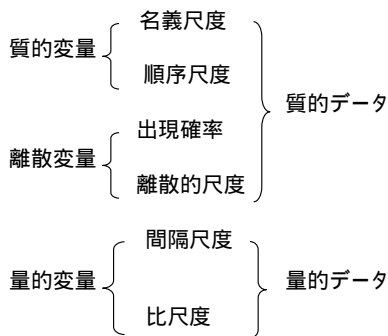 名義尺度
質的変量
順序尺度
質的データ
出現確率
離散変量
離散的尺度
間隔尺度
量的変量
量的データ
比尺度